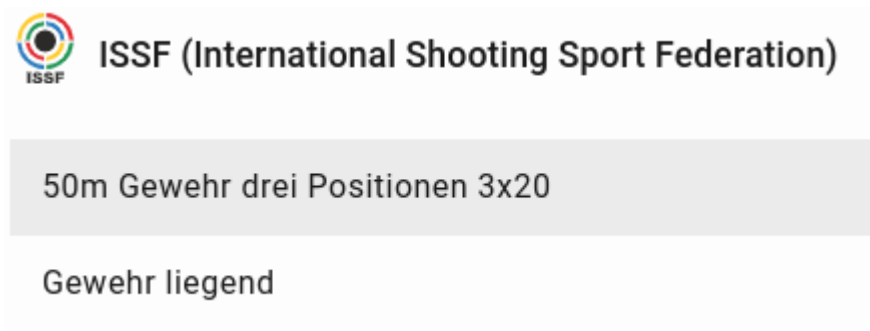 ISSF
ISSF (International Shooting Sport Federation)
50m Gewehr drei Positionen 3x20
Gewehr liegend